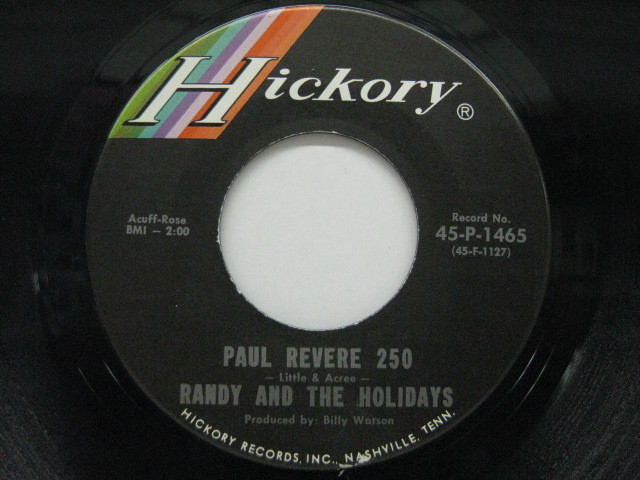 Hickory ®
Acuff-Rose
BMI — 2:00
Record No.
45-P-1465
(45-F-1127)
PAUL REVERE 250
— Little & Acree —
RANDY AND THE HOLIDAYS
Produced by: Billy Watson
HICKORY RECORDS, INC., NASHVILLE, TENN.